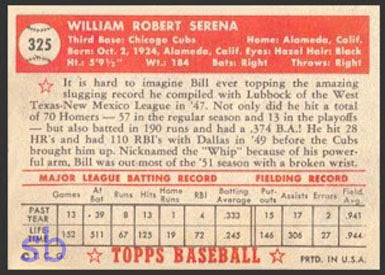 325
WILLIAM ROBERT SERENA
Third Base: Chicago Cubs Home: Alameda, Calif.
Born: Oct. 2, 1924, Alameda, Calif. Eyes: Hazel Hair: Black
Ht.: 5'9½" Wt.: 184 Bats: Right Throws: Right
It is hard to imagine Bill ever topping the amazing
slugging record he compiled with Lubbock of the West
Texas-New Mexico League in '47. Not only did he hit a total
of 70 Homers — 57 in the regular season and 13 in the playoffs
— but also batted in 190 runs and had a .374 B.A.! He hit 28
HR's and had 110 RBI's with Dallas in '49 before the Cubs
brought him up. Nicknamed the "Whip" because of his power-
ful arm, Bill was out most of the '51 season with a broken wrist.
MAJOR LEAGUE BATTING RECORD FIELDING RECORD
Games At Bat Runs Hits Home Runs RBI Batting Average Put-outs Assists Errors Field. Avg.
PAST YEAR 13 39 8 13 1 4 .333 15 17 2 .941
LIFE TIME 152 511 64 125 19 72 .245 146 288 27 .944
TOPPS BASEBALL PRTD. IN U.S.A.